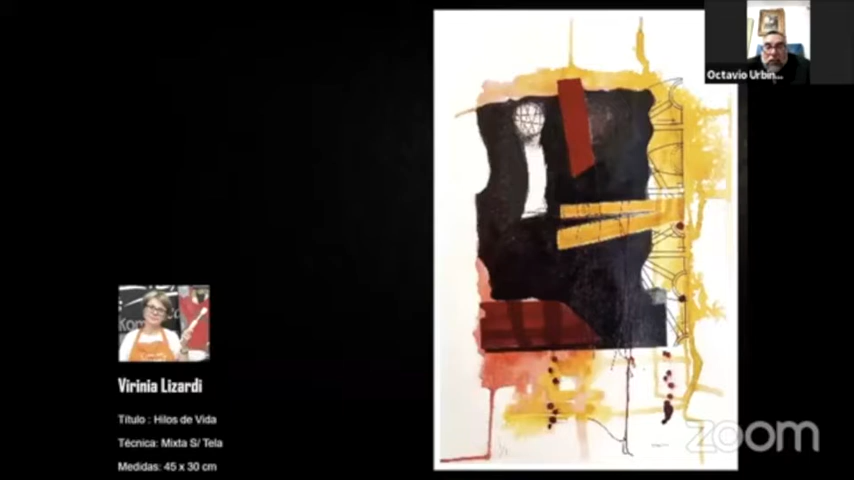 Octavio Urbin...
Virinia Lizardi
Título : Hilos de Vida
Técnica: Mixta S/ Tela
Medidas: 45 x 30 cm
zoom